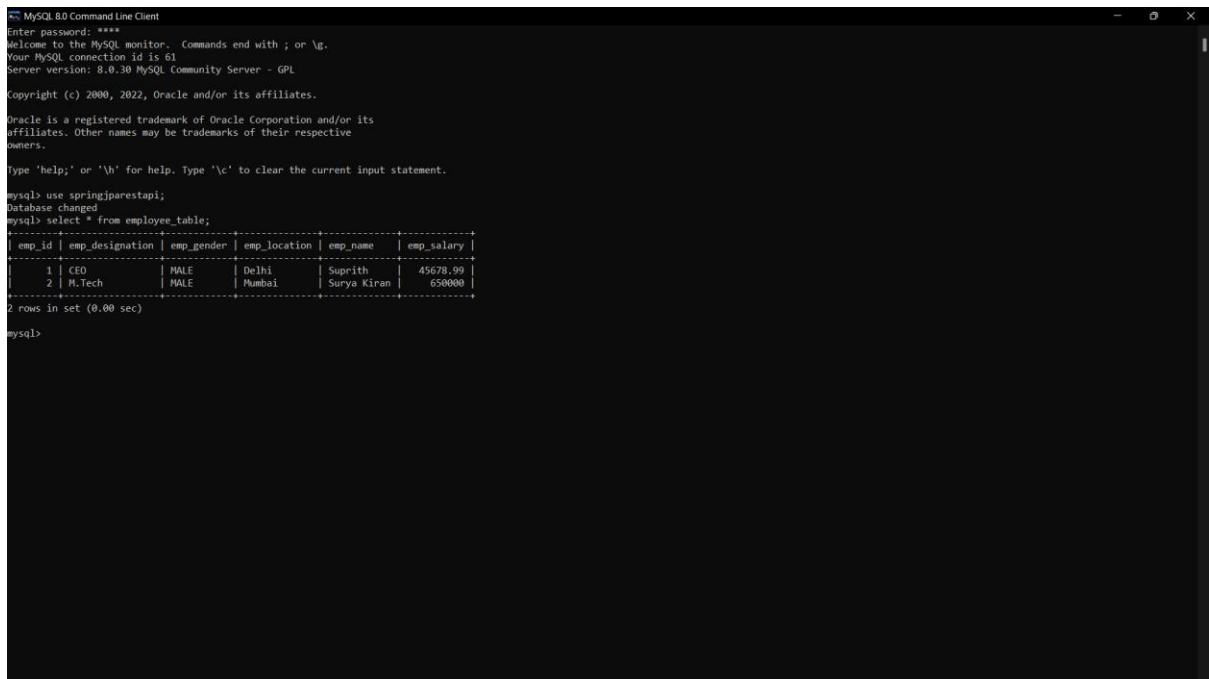 MySQL 8.0 Command Line Client
Enter password: ****
Welcome to the MySQL monitor.  Commands end with ; or \g.
Your MySQL connection id is 61
Server version: 8.0.30 MySQL Community Server - GPL
Copyright (c) 2000, 2022, Oracle and/or its affiliates.
Oracle is a registered trademark of Oracle Corporation and/or its
affiliates. Other names may be trademarks of their respective
owners.
Type 'help;' or '\h' for help. Type '\c' to clear the current input statement.
mysql> use springjparestapi;
Database changed
mysql> select * from employee_table;
+--------+-----------------+------------+--------------+-------------+------------+
| emp_id | emp_designation | emp_gender | emp_location | emp_name    | emp_salary |
+--------+-----------------+------------+--------------+-------------+------------+
|      1 | CEO             | MALE       | Delhi        | Suprith     |   45678.99 |
|      2 | M.Tech          | MALE       | Mumbai       | Surya Kiran |     650000 |
+--------+-----------------+------------+--------------+-------------+------------+
2 rows in set (0.00 sec)
mysql>